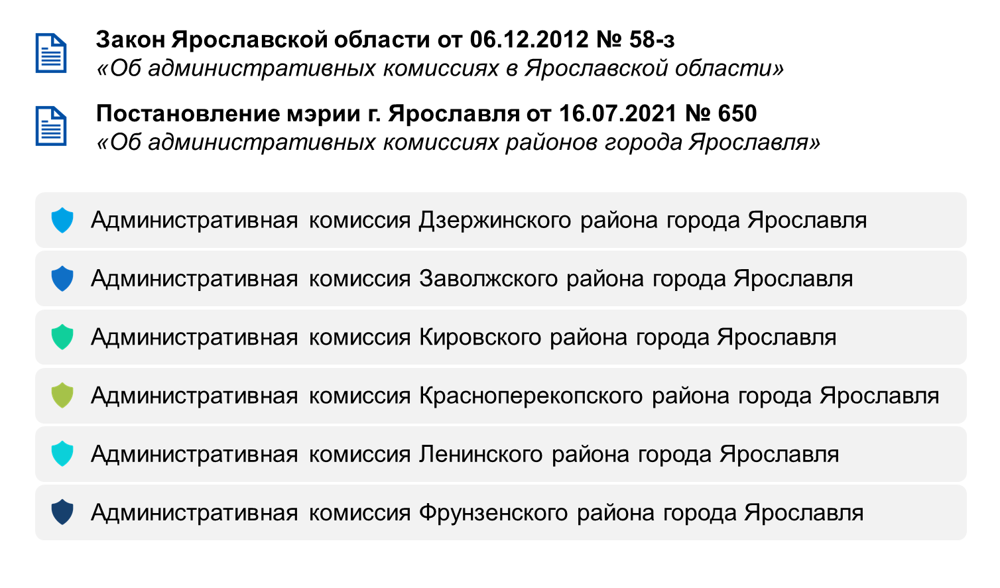 Закон Ярославской области от 06.12.2012 № 58-з
«Об административных комиссиях в Ярославской области»
Постановление мэрии г. Ярославля от 16.07.2021 № 650
«Об административных комиссиях районов города Ярославля»
Административная комиссия Дзержинского района города Ярославля
Административная комиссия Заволжского района города Ярославля
Административная комиссия Кировского района города Ярославля
Административная комиссия Красноперекопского района города Ярославля
Административная комиссия Ленинского района города Ярославля
Административная комиссия Фрунзенского района города Ярославля